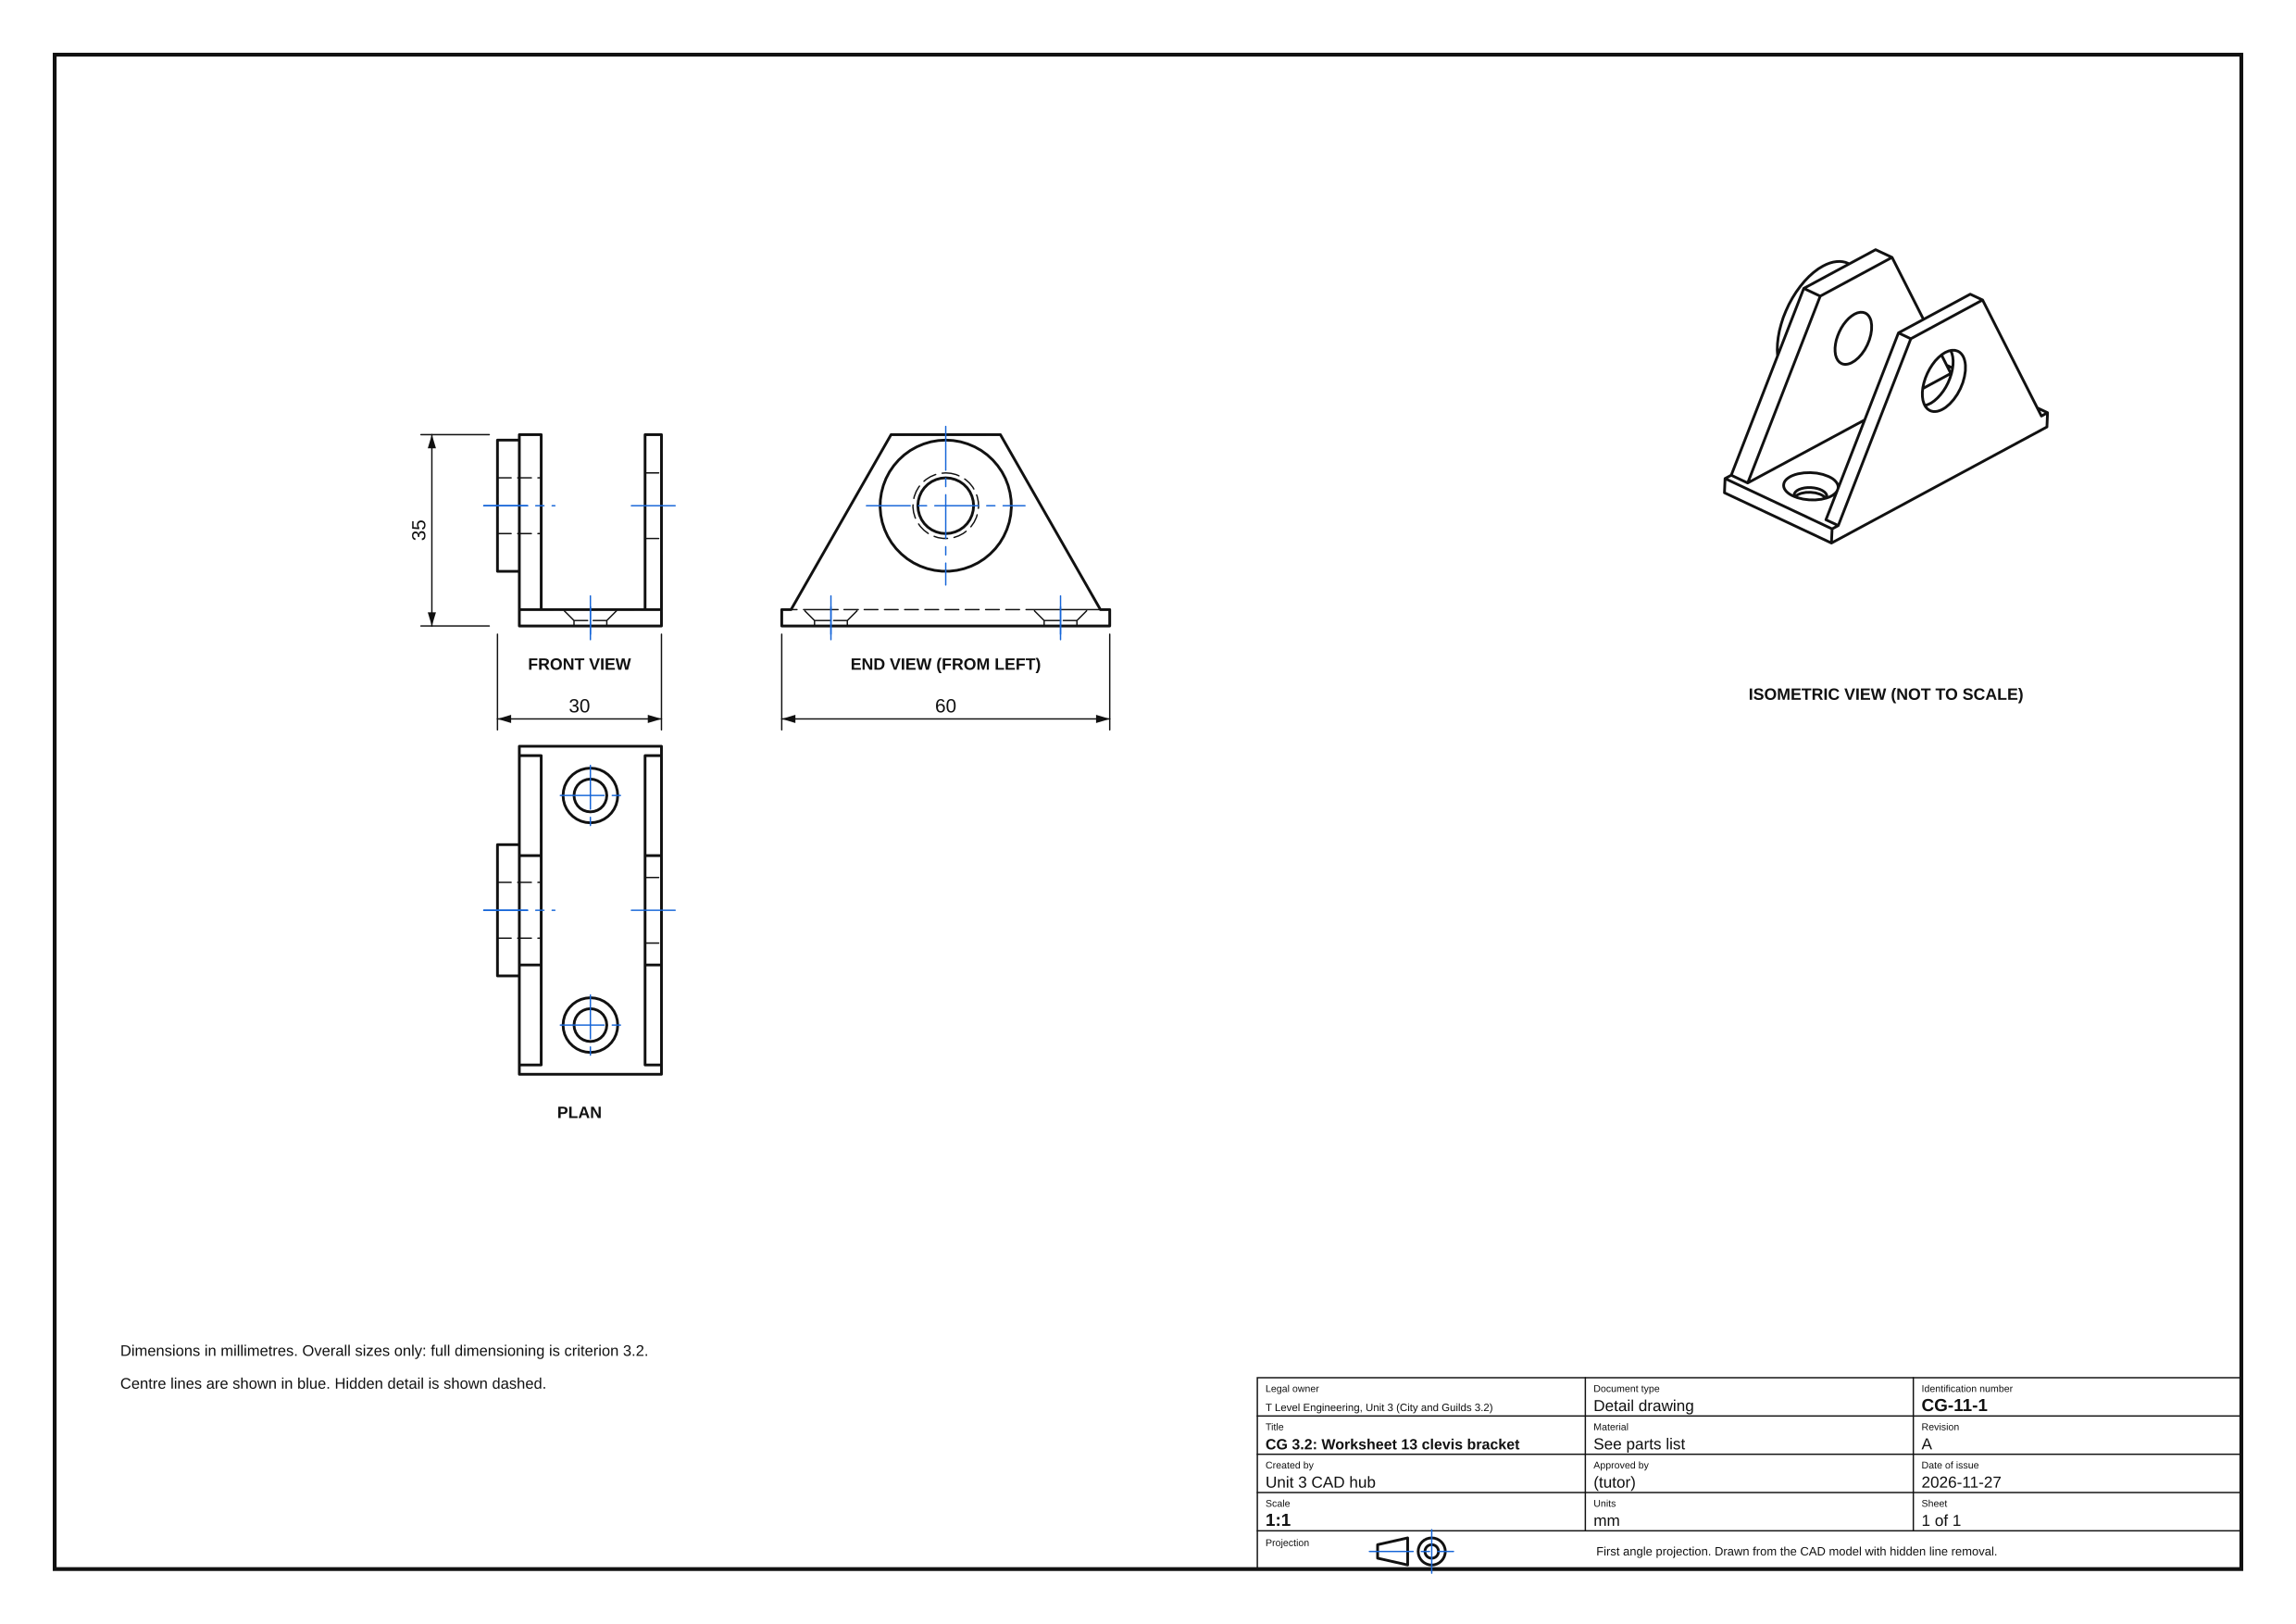 35
FRONT VIEW
END VIEW (FROM LEFT)
30
60
ISOMETRIC VIEW (NOT TO SCALE)
PLAN
Dimensions in millimetres. Overall sizes only: full dimensioning is criterion 3.2.
Centre lines are shown in blue. Hidden detail is shown dashed.
Legal owner
T Level Engineering, Unit 3 (City and Guilds 3.2)
Document type
Detail drawing
Identification number
CG-11-1
Title
CG 3.2: Worksheet 13 clevis bracket
Material
See parts list
Revision
A
Created by
Unit 3 CAD hub
Approved by
(tutor)
Date of issue
2026-11-27
Scale
1:1
Units
mm
Sheet
1 of 1
Projection
First angle projection. Drawn from the CAD model with hidden line removal.